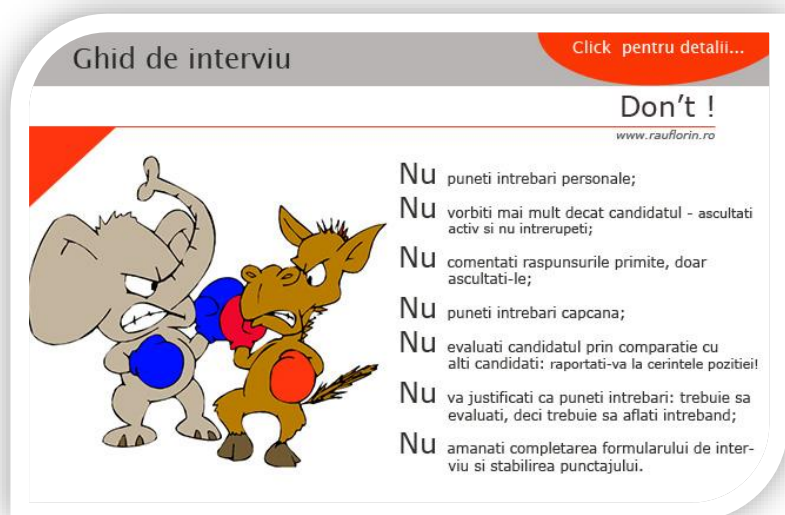 Ghid de interviu
Click pentru detalii...
Don't !
www.rauflorin.ro
Nu puneti intrebari personale;
Nu vorbiti mai mult decat candidatul - ascultati
activ si nu intrerupeti;
Nu comentati raspunsurile primite, doar
ascultati-le;
Nu puneti intrebari capcana;
Nu evaluati candidatul prin comparatie cu
alti candidati: raportati-va la cerintele pozitiei!
Nu va justificati ca puneti intrebari: trebuie sa
evaluati, deci trebuie sa aflati intreband;
Nu amanati completarea formularului de inter-
viu si stabilirea punctajului.